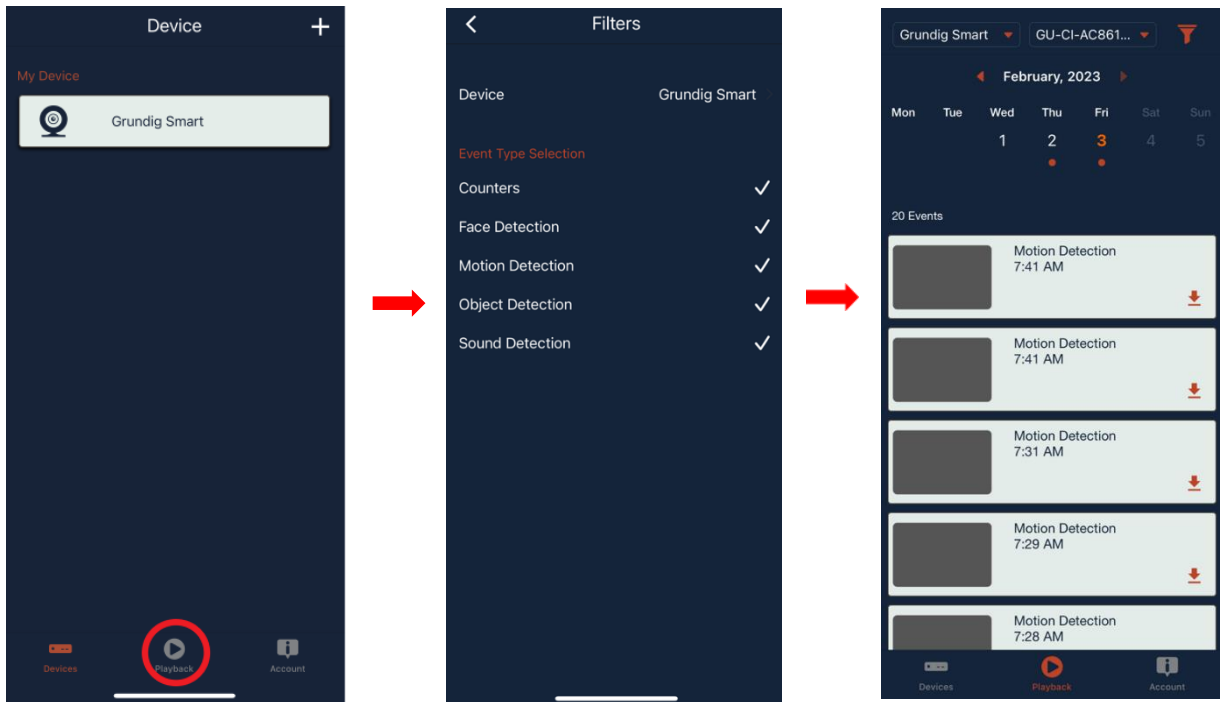 Device
My Device
Grundig Smart
Devices
Playback
Account
Filters
Device Grundig Smart
Event Type Selection
Counters
Face Detection
Motion Detection
Object Detection
Sound Detection
Grundig Smart GU-CI-AC861...
February, 2023
Mon Tue Wed Thu Fri Sat Sun
1 2 3 4 5
20 Events
Motion Detection
7:41 AM
Motion Detection
7:41 AM
Motion Detection
7:31 AM
Motion Detection
7:29 AM
Motion Detection
7:28 AM
Devices Playback Account